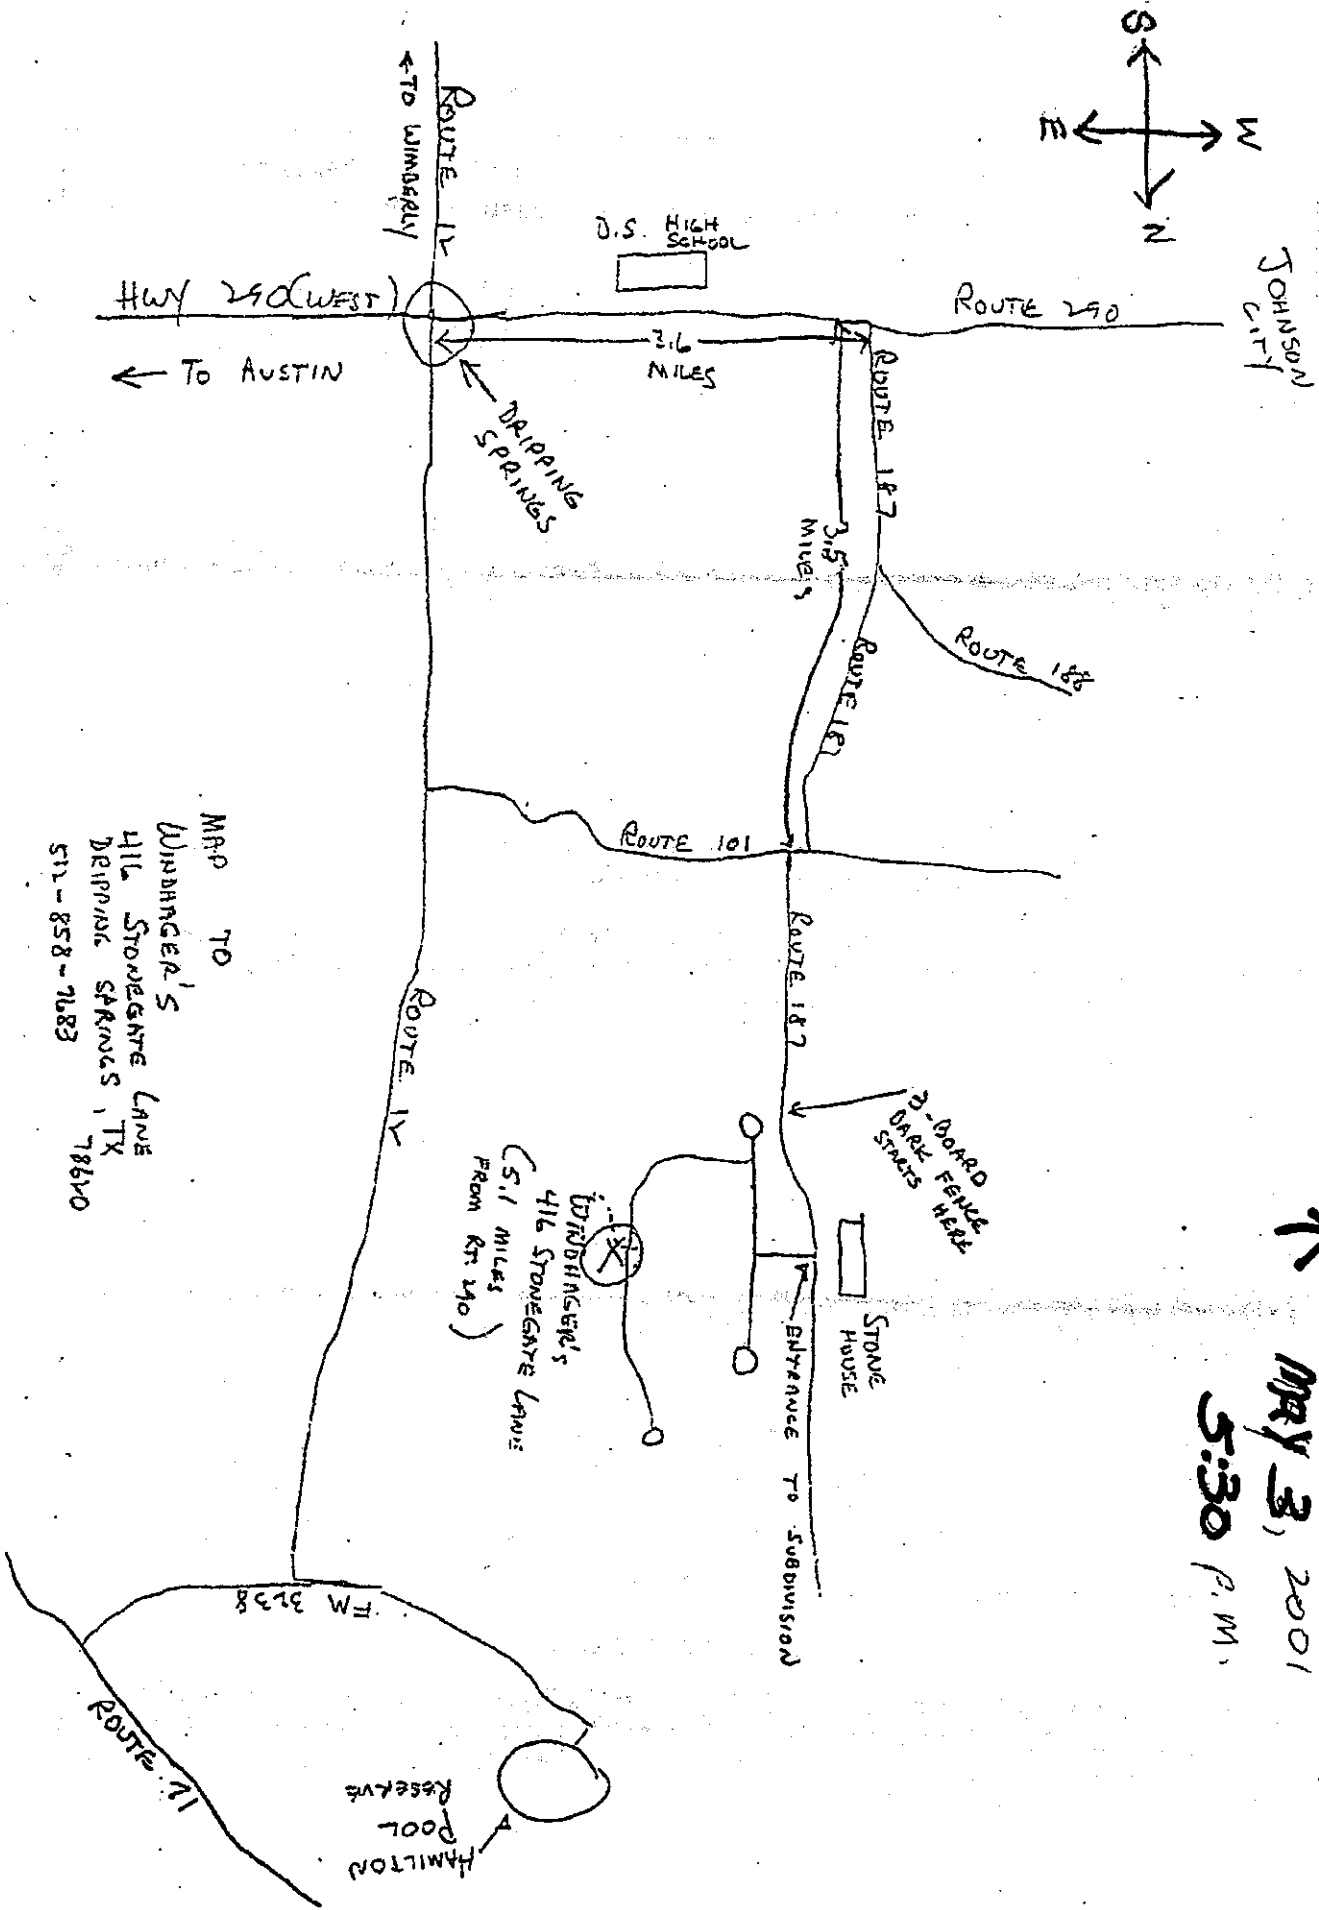 S
W
E
N
JOHNSON
CITY
ROUTE 12
← TO WIMBERLY
D.S. HIGH
SCHOOL
HWY 290 (WEST)
ROUTE 290
← TO AUSTIN
3.6
MILES
DRIPPING
SPRINGS
ROUTE 187
3.5
MILES
ROUTE 188
ROUTE 187
ROUTE 101
ROUTE 187
3-BOARD
DARK FENCE
STARTS HERE
STONE
HOUSE
ENTRANCE TO SUBDIVISION
WINDHAGER'S
416 STONEGATE LANE
(5.1 MILES
FROM RT. 290)
ROUTE 12
MAP TO
WINDHAGER'S
416 STONEGATE LANE
DRIPPING SPRINGS, TX
78620
512-858-7683
MAY 3, 2001
5:30 P.M.
FM 3238
ROUTE 71
HAMILTON
POOL
RESERVE